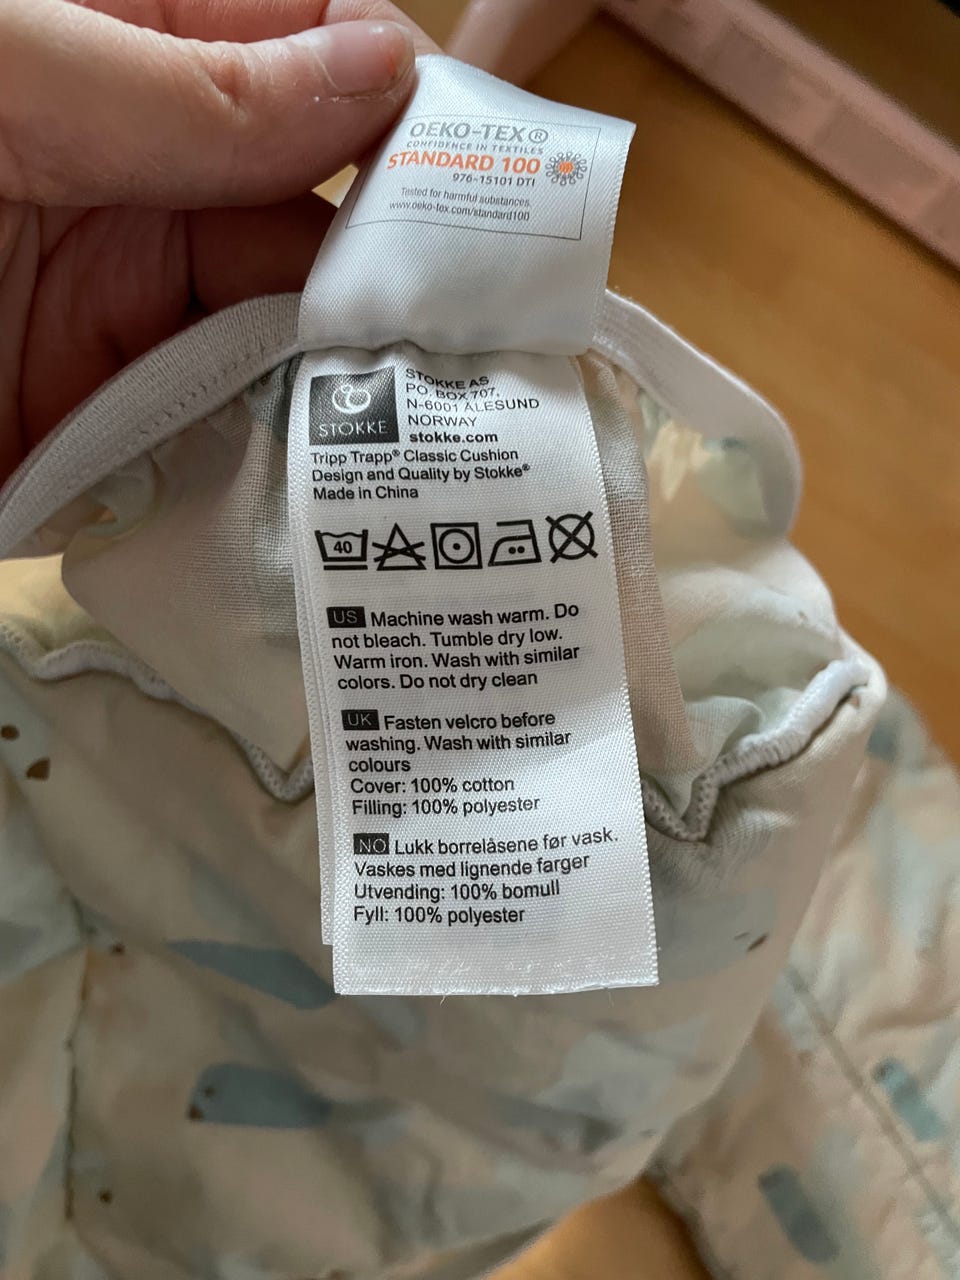 OEKO-TEX®
CONFIDENCE IN TEXTILES
STANDARD 100
976-15101 DTI
Tested for harmful substances.
www.oeko-tex.com/standard100
STOKKE
STOKKE AS
PO. BOX 707,
N-6001 ÅLESUND
NORWAY
stokke.com
Tripp Trapp® Classic Cushion
Design and Quality by Stokke®
Made in China
40
US Machine wash warm. Do
not bleach. Tumble dry low.
Warm iron. Wash with similar
colors. Do not dry clean
UK Fasten velcro before
washing. Wash with similar
colours
Cover: 100% cotton
Filling: 100% polyester
NO Lukk borrelåsene før vask.
Vaskes med lignende farger
Utvending: 100% bomull
Fyll: 100% polyester